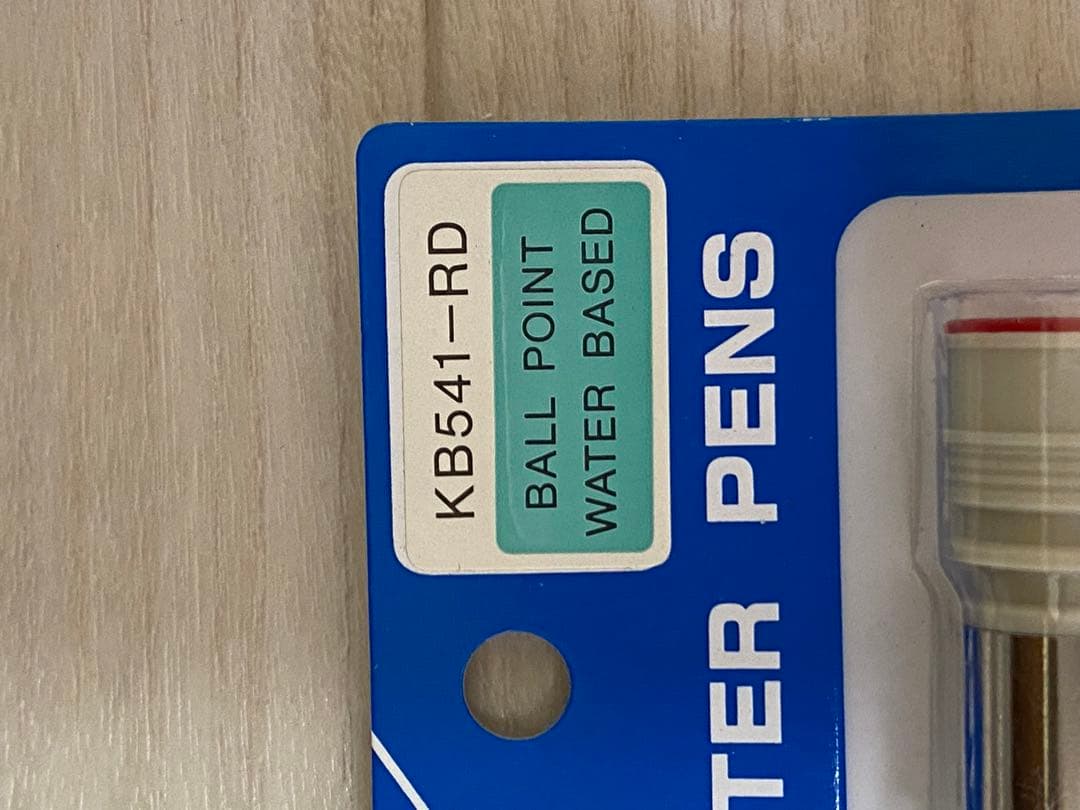 KB541-RD
BALL POINT
WATER BASED
TER PENS